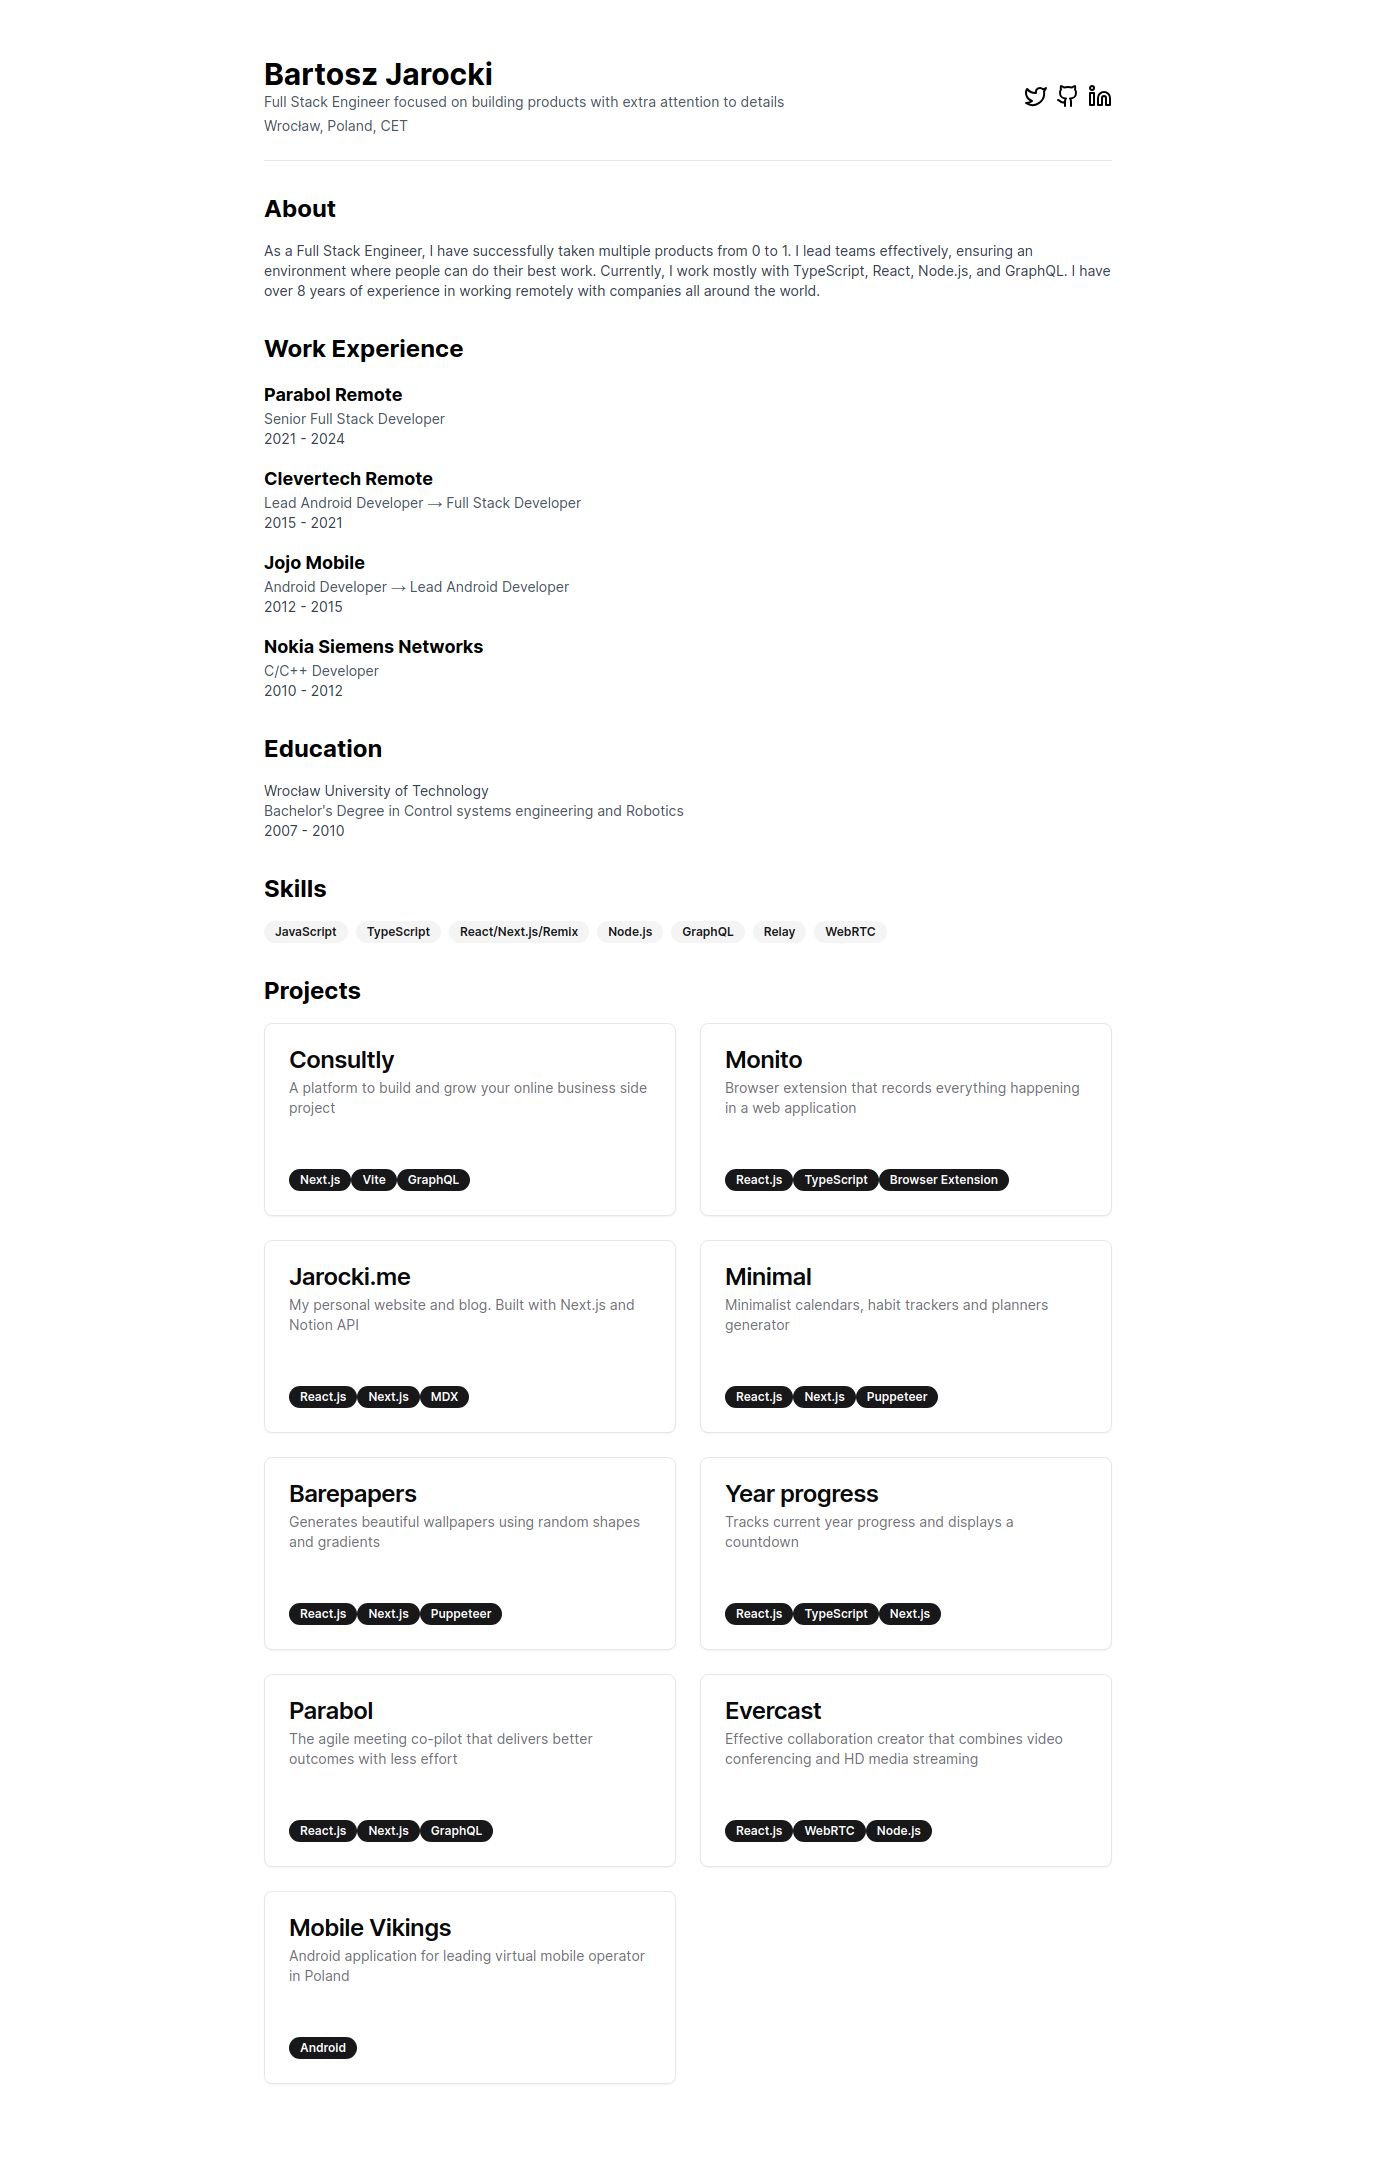 Bartosz Jarocki
Full Stack Engineer focused on building products with extra attention to details
Wrocław, Poland, CET
About
As a Full Stack Engineer, I have successfully taken multiple products from 0 to 1. I lead teams effectively, ensuring an
environment where people can do their best work. Currently, I work mostly with TypeScript, React, Node.js, and GraphQL. I have
over 8 years of experience in working remotely with companies all around the world.
Work Experience
Parabol Remote
Senior Full Stack Developer
2021 - 2024
Clevertech Remote
Lead Android Developer → Full Stack Developer
2015 - 2021
Jojo Mobile
Android Developer → Lead Android Developer
2012 - 2015
Nokia Siemens Networks
C/C++ Developer
2010 - 2012
Education
Wrocław University of Technology
Bachelor's Degree in Control systems engineering and Robotics
2007 - 2010
Skills
JavaScript TypeScript React/Next.js/Remix Node.js GraphQL Relay WebRTC
Projects
Consultly
A platform to build and grow your online business side
project
Next.js Vite GraphQL
Monito
Browser extension that records everything happening
in a web application
React.js TypeScript Browser Extension
Jarocki.me
My personal website and blog. Built with Next.js and
Notion API
React.js Next.js MDX
Minimal
Minimalist calendars, habit trackers and planners
generator
React.js Next.js Puppeteer
Barepapers
Generates beautiful wallpapers using random shapes
and gradients
React.js Next.js Puppeteer
Year progress
Tracks current year progress and displays a
countdown
React.js TypeScript Next.js
Parabol
The agile meeting co-pilot that delivers better
outcomes with less effort
React.js Next.js GraphQL
Evercast
Effective collaboration creator that combines video
conferencing and HD media streaming
React.js WebRTC Node.js
Mobile Vikings
Android application for leading virtual mobile operator
in Poland
Android